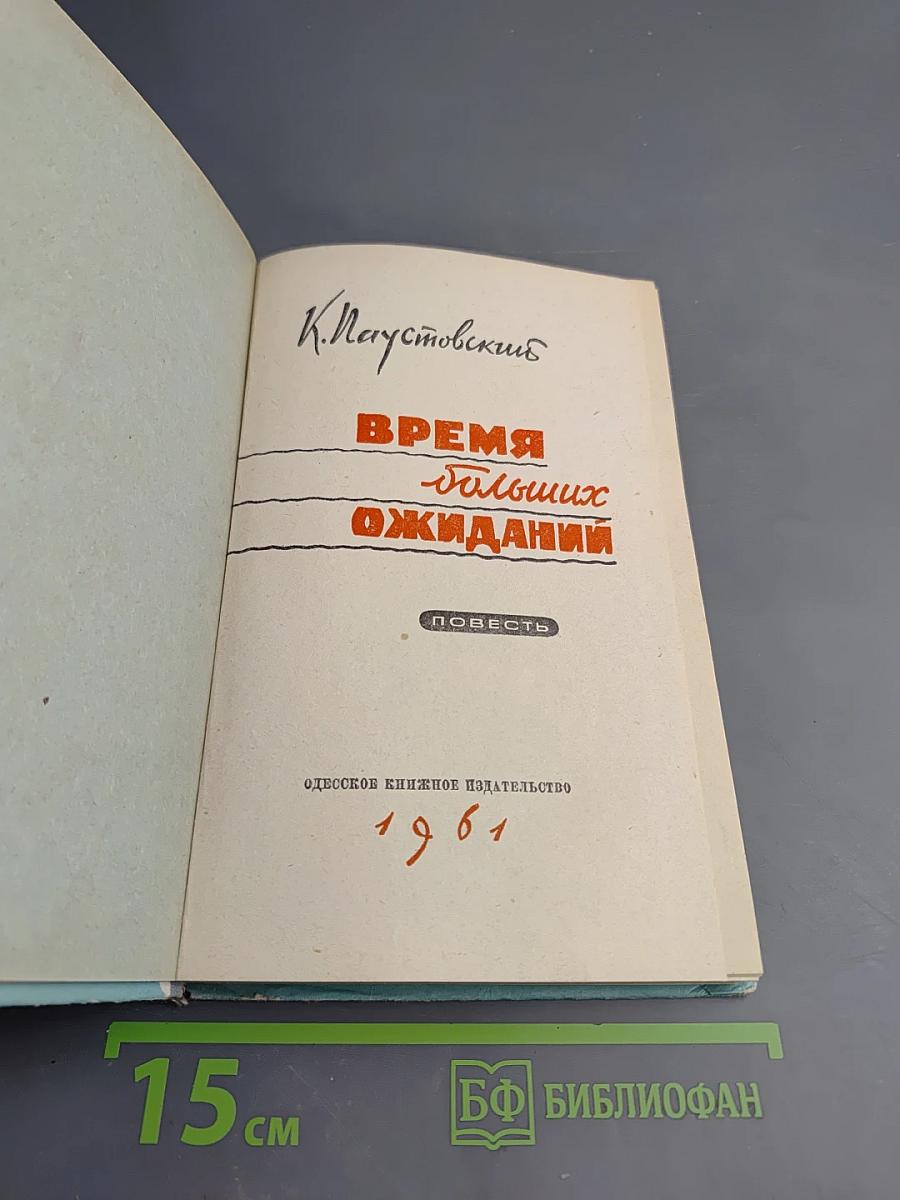 К. Паустовский
ВРЕМЯ
больших
ОЖИДАНИЙ
ПОВЕСТЬ
ОДЕССКОЕ КНИЖНОЕ ИЗДАТЕЛЬСТВО
1961
15 см
БФ БИБЛИОФАН